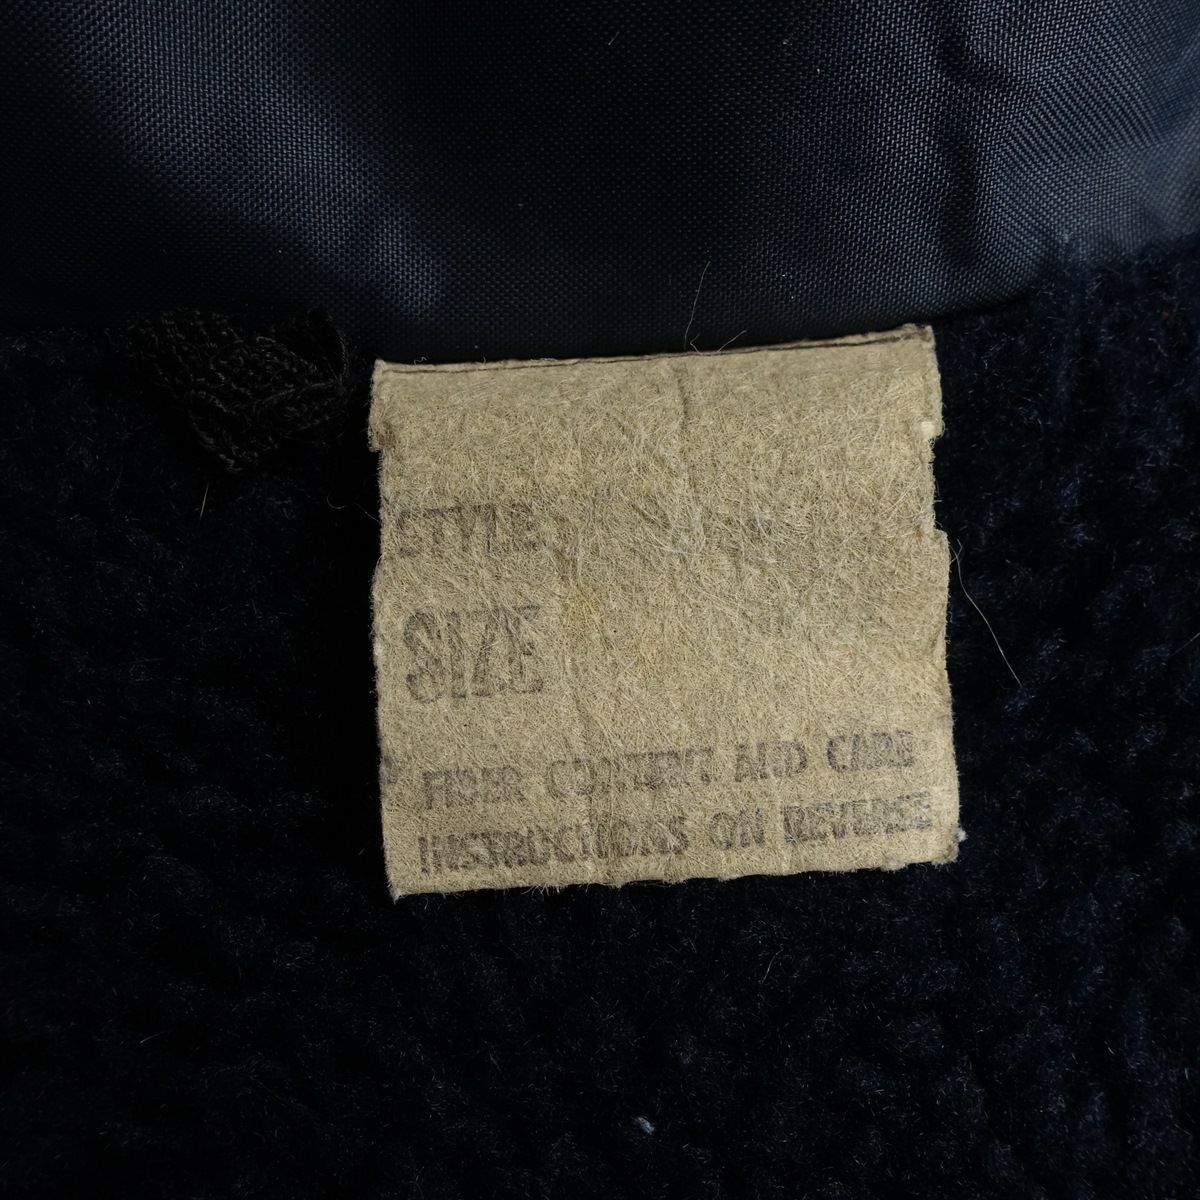 STYLE
SIZE
FIBER CONTENT AND CARE
INSTRUCTIONS ON REVERSE